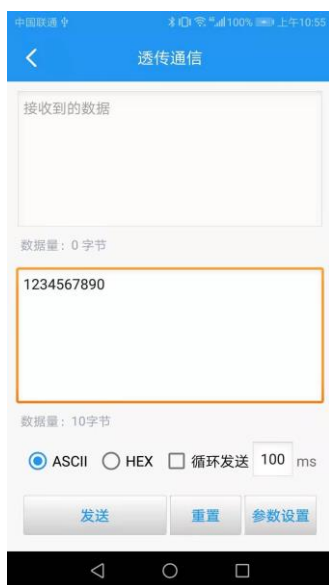 中国联通 100% 上午10:55
透传通信
接收到的数据
数据量：0 字节
1234567890
数据量：10字节
ASCII HEX 循环发送 100 ms
发送 重置 参数设置